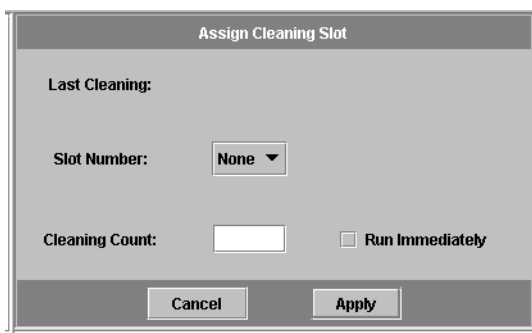 Assign Cleaning Slot
Last Cleaning:
Slot Number: None
Cleaning Count: Run Immediately
Cancel Apply